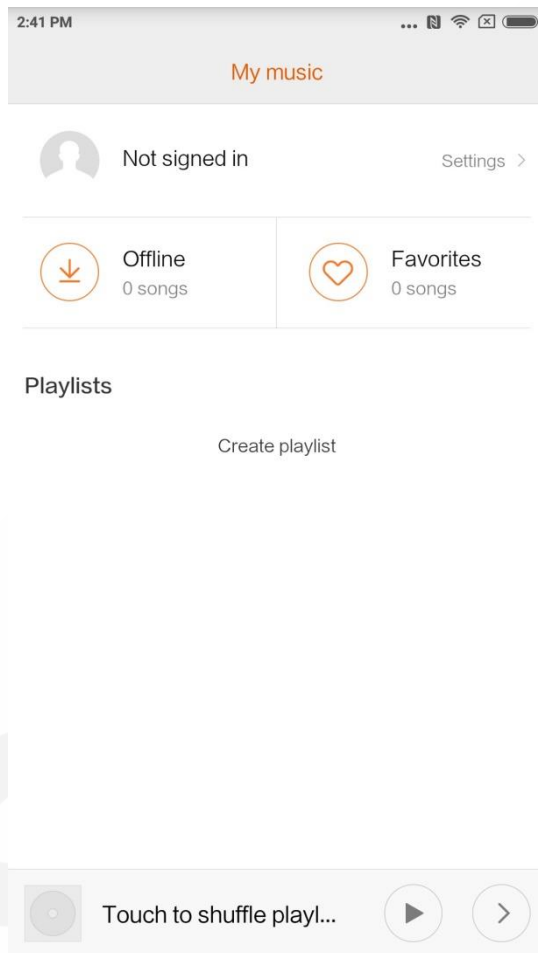 2:41 PM
My music
Not signed in
Settings
Offline
0 songs
Favorites
0 songs
Playlists
Create playlist
Touch to shuffle playl...